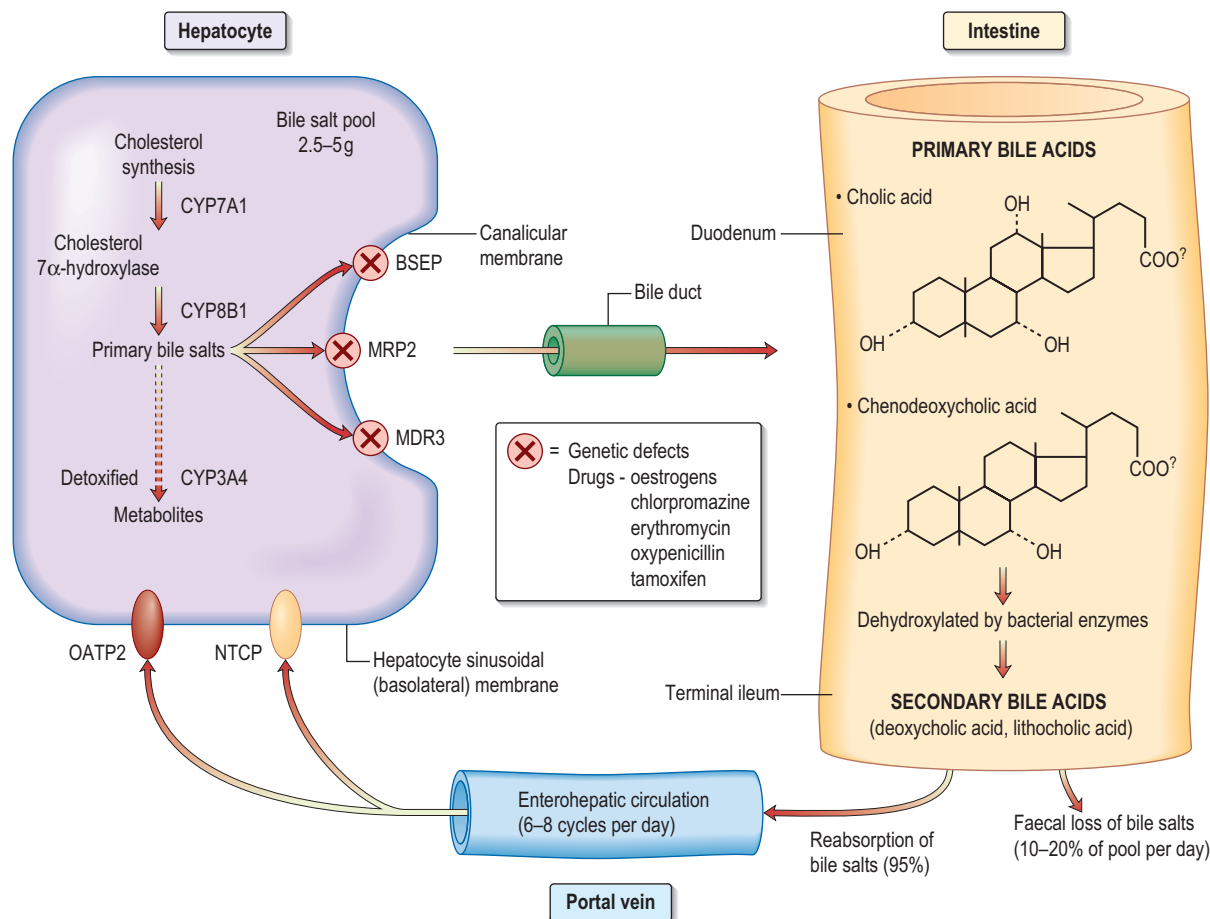 Hepatocyte
Intestine
Bile salt pool
2.5–5 g
Cholesterol
synthesis
CYP7A1
Cholesterol
7α-hydroxylase
CYP8B1
Primary bile salts
Detoxified
CYP3A4
Metabolites
BSEP
MRP2
MDR3
Canalicular
membrane
Bile duct
= Genetic defects
Drugs - oestrogens
chlorpromazine
erythromycin
oxypenicillin
tamoxifen
OATP2
NTCP
Hepatocyte sinusoidal
(basolateral) membrane
Duodenum
Terminal ileum
PRIMARY BILE ACIDS
• Cholic acid
OH
COO?
OH
OH
• Chenodeoxycholic acid
COO?
OH
OH
Dehydroxylated by bacterial enzymes
SECONDARY BILE ACIDS
(deoxycholic acid, lithocholic acid)
Enterohepatic circulation
(6–8 cycles per day)
Reabsorption of
bile salts (95%)
Faecal loss of bile salts
(10–20% of pool per day)
Portal vein